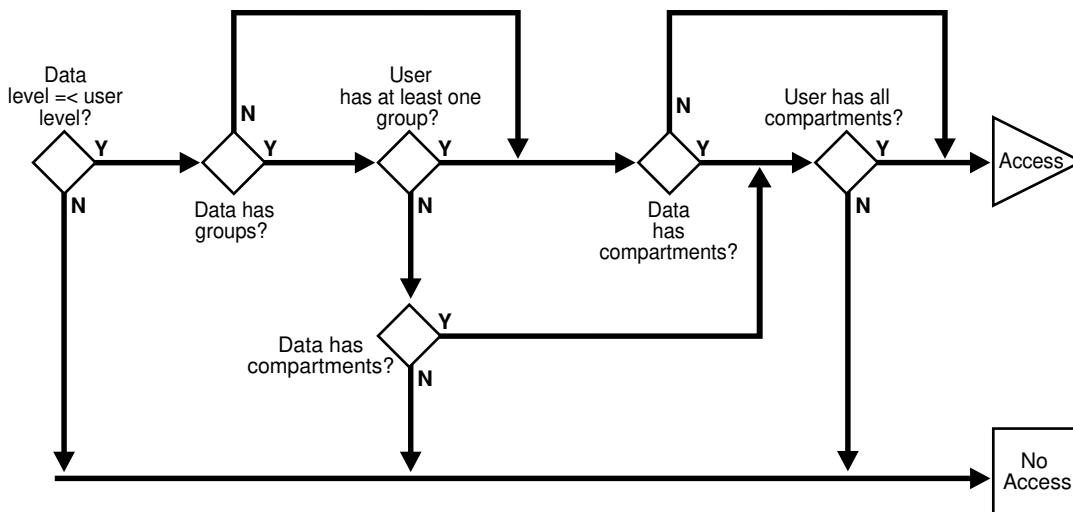 Data
level =< user
level?
Y
N
N
Y
Data has
groups?
User
has at least one
group?
Y
N
Data has
compartments?
Y
N
N
Y
Data
has
compartments?
User has all
compartments?
Y
N
Access
No
Access